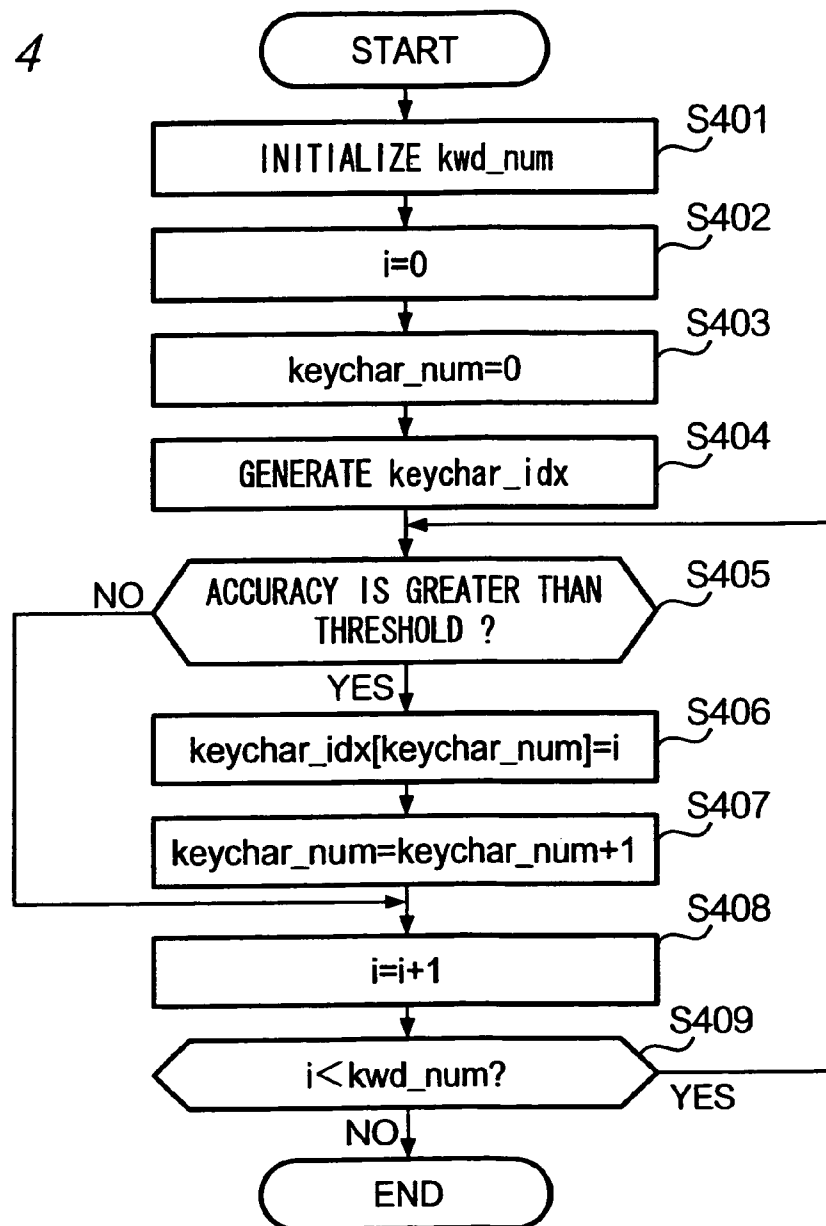 4
START
S401
INITIALIZE kwd_num
S402
i=0
S403
keychar_num=0
S404
GENERATE keychar_idx
S405
NO
ACCURACY IS GREATER THAN
THRESHOLD ?
YES
S406
keychar_idx[keychar_num]=i
S407
keychar_num=keychar_num+1
S408
i=i+1
S409
i<kwd_num?
YES
NO
END